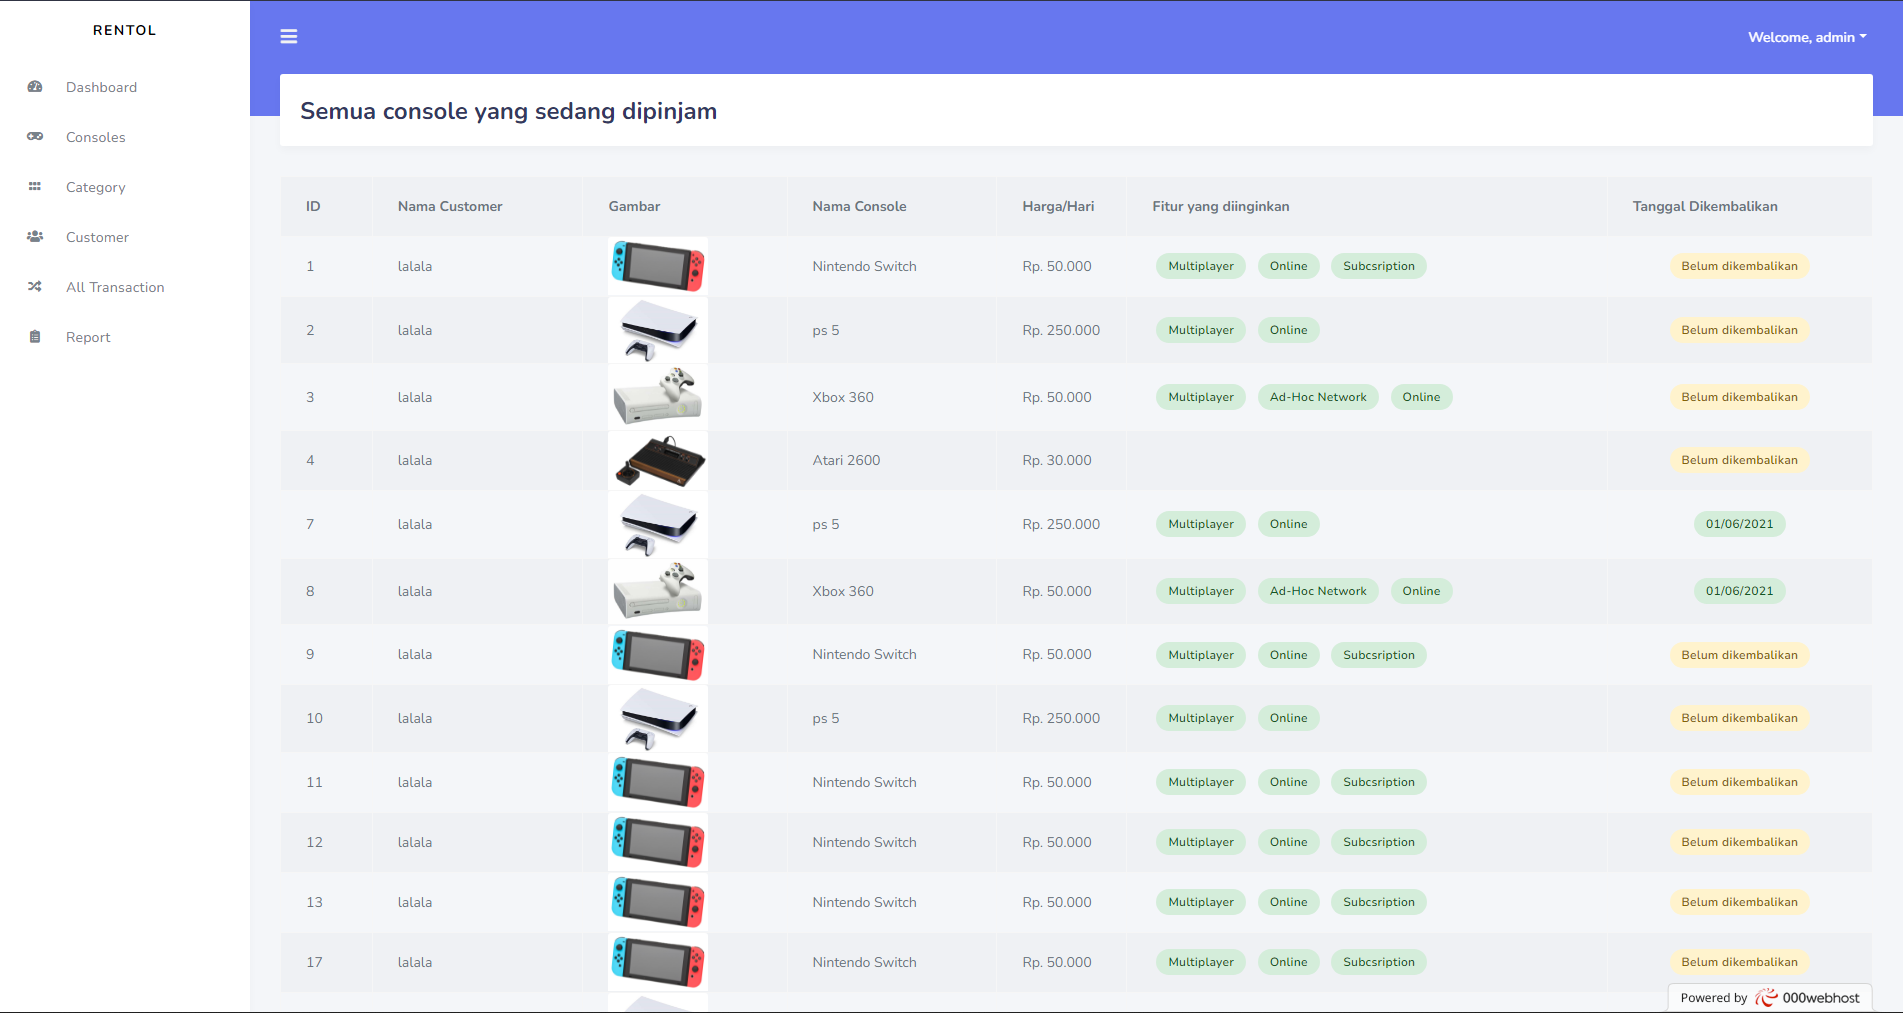 RENTOL
Welcome, admin
Dashboard
Consoles
Category
Customer
All Transaction
Report
Semua console yang sedang dipinjam
ID Nama Customer Gambar Nama Console Harga/Hari Fitur yang diinginkan Tanggal Dikembalikan
1 lalala Nintendo Switch Rp. 50.000 Multiplayer Online Subcsription Belum dikembalikan
2 lalala ps 5 Rp. 250.000 Multiplayer Online Belum dikembalikan
3 lalala Xbox 360 Rp. 50.000 Multiplayer Ad-Hoc Network Online Belum dikembalikan
4 lalala Atari 2600 Rp. 30.000 Belum dikembalikan
7 lalala ps 5 Rp. 250.000 Multiplayer Online 01/06/2021
8 lalala Xbox 360 Rp. 50.000 Multiplayer Ad-Hoc Network Online 01/06/2021
9 lalala Nintendo Switch Rp. 50.000 Multiplayer Online Subcsription Belum dikembalikan
10 lalala ps 5 Rp. 250.000 Multiplayer Online Belum dikembalikan
11 lalala Nintendo Switch Rp. 50.000 Multiplayer Online Subcsription Belum dikembalikan
12 lalala Nintendo Switch Rp. 50.000 Multiplayer Online Subcsription Belum dikembalikan
13 lalala Nintendo Switch Rp. 50.000 Multiplayer Online Subcsription Belum dikembalikan
17 lalala Nintendo Switch Rp. 50.000 Multiplayer Online Subcsription Belum dikembalikan
Powered by 000webhost